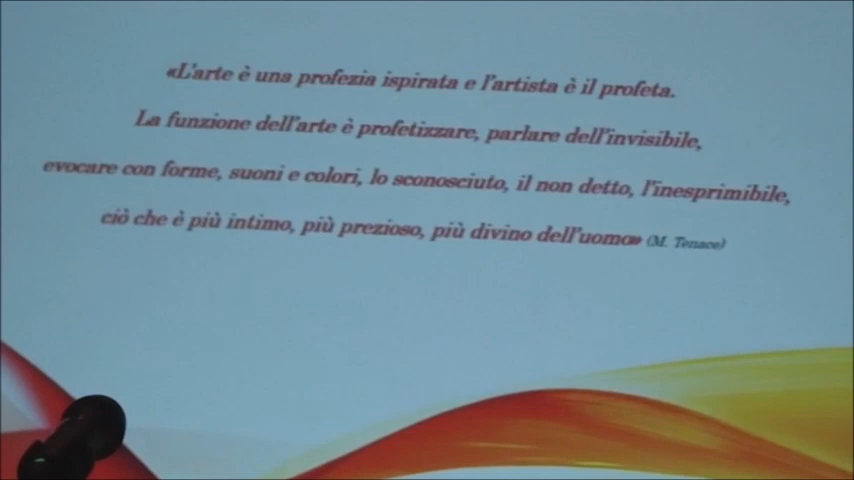 «L'arte è una profezia ispirata e l'artista è il profeta.
La funzione dell'arte è profetizzare, parlare dell'invisibile,
evocare con forme, suoni e colori, lo sconosciuto, il non detto, l'inesprimibile,
ciò che è più intimo, più prezioso, più divino dell'uomo» (M. Tenace)